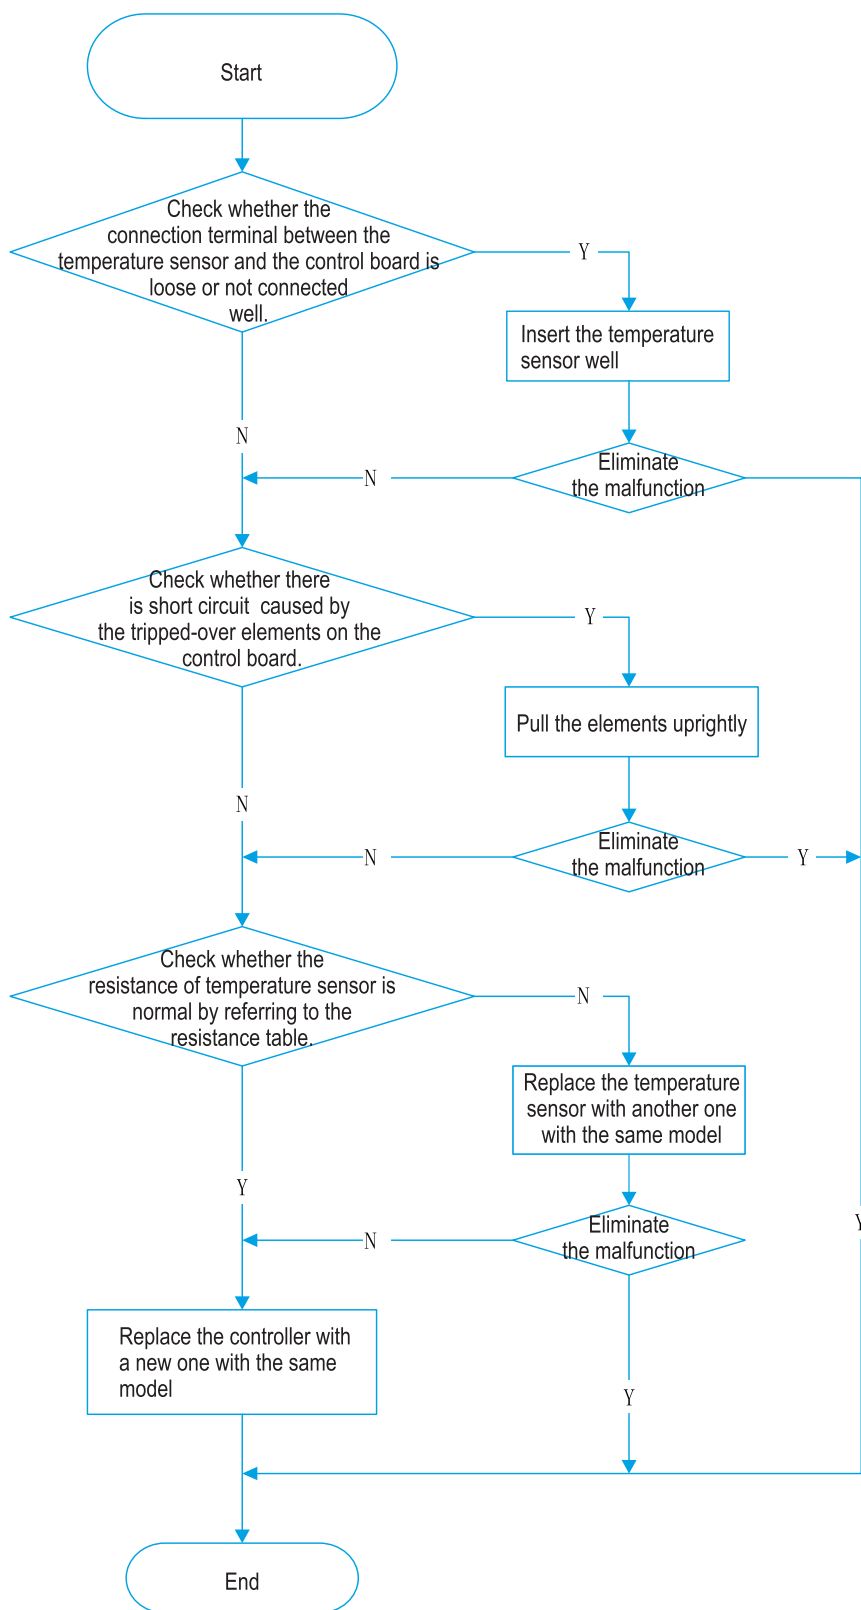 Start
Check whether the
connection terminal between the
temperature sensor and the control board is
loose or not connected
well.
Y
Insert the temperature
sensor well
N
Eliminate
the malfunction
N
Check whether there
is short circuit caused by
the tripped-over elements on the
control board.
Y
Pull the elements uprightly
N
Eliminate
the malfunction
N
Y
Check whether the
resistance of temperature sensor is
normal by referring to the
resistance table.
N
Replace the temperature
sensor with another one
with the same model
Y
Eliminate
the malfunction
N
Y
Replace the controller with
a new one with the same
model
Y
End